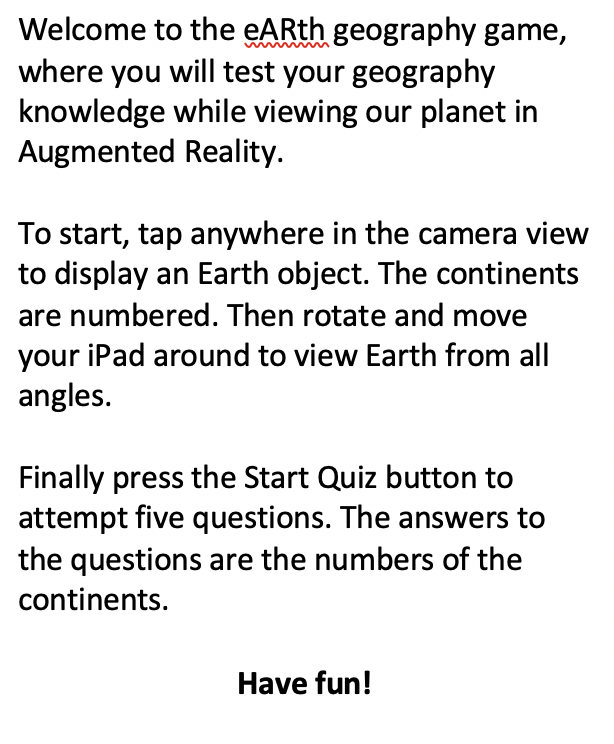 Welcome to the eARth geography game,
where you will test your geography
knowledge while viewing our planet in
Augmented Reality.
To start, tap anywhere in the camera view
to display an Earth object. The continents
are numbered. Then rotate and move
your iPad around to view Earth from all
angles.
Finally press the Start Quiz button to
attempt five questions. The answers to
the questions are the numbers of the
continents.
Have fun!